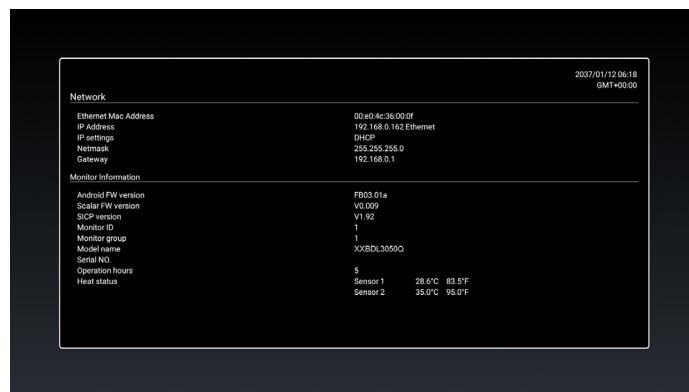 2037/01/12 06:18
GMT+00:00
Network
Ethernet Mac Address 00:e0:4c:36:00:0f
IP Address 192.168.0.162 Ethernet
IP settings DHCP
Netmask 255.255.255.0
Gateway 192.168.0.1
Monitor Information
Android FW version FB03.01a
Scalar FW version V0.009
SICP version V1.92
Monitor ID 1
Monitor group 1
Model name XXBDL3050Q
Serial NO.
Operation hours 5
Heat status Sensor 1 28.6°C 83.5°F
Sensor 2 35.0°C 95.0°F